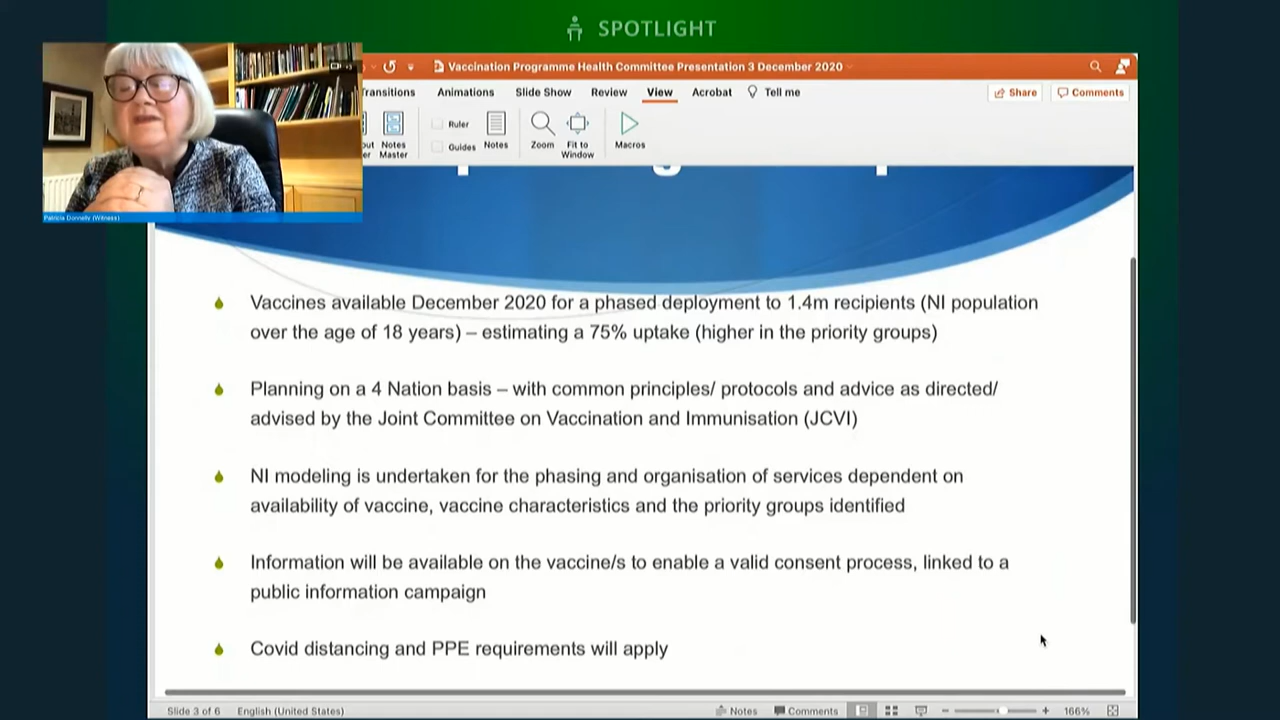 SPOTLIGHT
Vaccination Programme Health Committee Presentation 3 December 2020
Transitions Animations Slide Show Review View Acrobat Tell me Share Comments
Ruler
Guides
Notes Master
Notes
Zoom
Fit to Window
Macros
Patricia Donnelly (Witness)
Vaccines available December 2020 for a phased deployment to 1.4m recipients (NI population
over the age of 18 years) – estimating a 75% uptake (higher in the priority groups)
Planning on a 4 Nation basis – with common principles/ protocols and advice as directed/
advised by the Joint Committee on Vaccination and Immunisation (JCVI)
NI modeling is undertaken for the phasing and organisation of services dependent on
availability of vaccine, vaccine characteristics and the priority groups identified
Information will be available on the vaccine/s to enable a valid consent process, linked to a
public information campaign
Covid distancing and PPE requirements will apply
Slide 3 of 6 English (United States) Notes Comments 166%